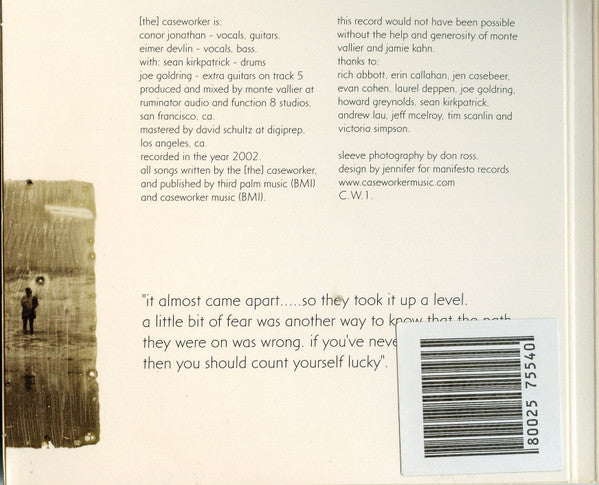 [the] caseworker is:
conor jonathan - vocals, guitars.
eimer devlin - vocals, bass.
with: sean kirkpatrick - drums
joe goldring - extra guitars on track 5
produced and mixed by monte vallier at
ruminator audio and function 8 studios,
san francisco, ca.
mastered by david schultz at digiprep,
los angeles, ca.
recorded in the year 2002.
all songs written by the [the] caseworker,
and published by third palm music (BMI)
and caseworker music (BMI).
this record would not have been possible
without the help and generosity of monte
vallier and jamie kahn.
thanks to:
rich abbott, erin callahan, jen casebeer,
evan cohen, laurel deppen, joe goldring,
howard greynolds, sean kirkpatrick,
andrew lau, jeff mcelroy, tim scanlin and
victoria simpson.
sleeve photography by don ross.
design by jennifer for manifesto records
www.caseworkermusic.com
C.W.1.
"it almost came apart.....so they took it up a level.
a little bit of fear was another way to know that the path
they were on was wrong. if you've never
then you should count yourself lucky".
80025 75540